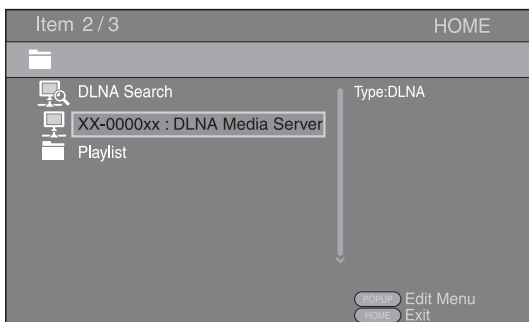 Item 2/3 HOME
DLNA Search
XX-0000xx : DLNA Media Server
Playlist
Type:DLNA
POPUP Edit Menu
HOME Exit